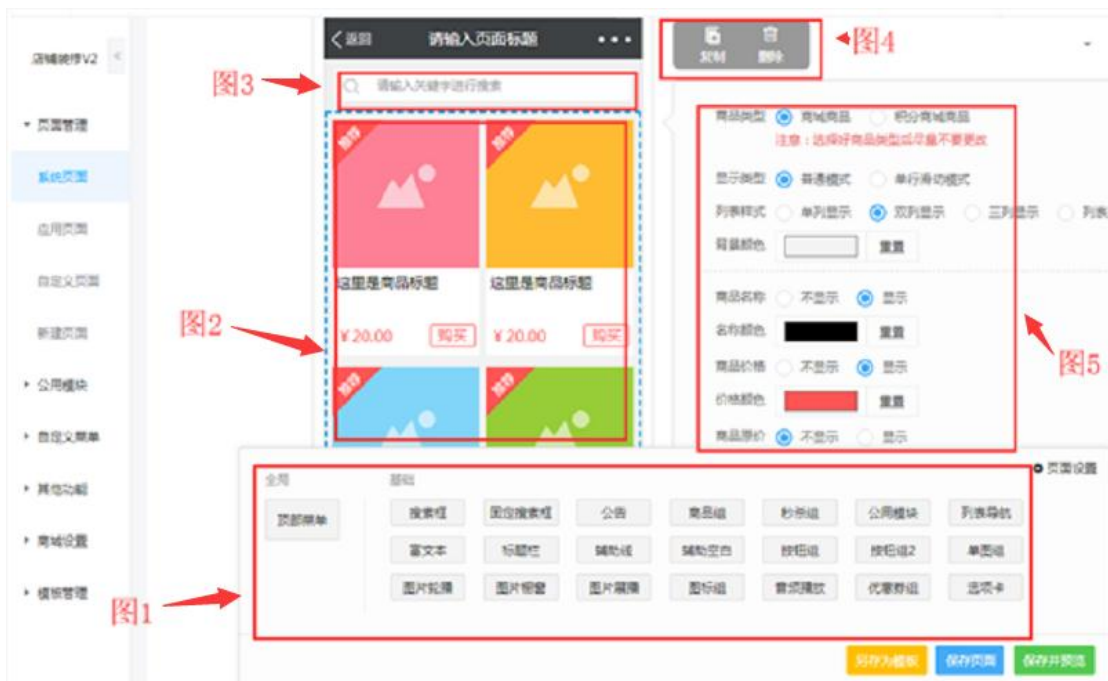 店铺装修V2 <
页面管理
系统页面
应用页面
自定义页面
新建页面
公用模块
自定义菜单
其他功能
商城设置
模板管理
返回 请输入页面标题
请输入关键字进行搜索
图3
推荐 推荐
这里是商品标题 这里是商品标题
¥20.00 购买 ¥20.00 购买
图2
推荐 推荐
复制 删除
图4
商品类型 商城商品 积分商城商品
注意：选择好商品类型后尽量不要更改
显示类型 普通模式 单行滑动模式
列表样式 单列显示 双列显示 三列显示 列表
背景颜色 重置
商品名称 不显示 显示
名称颜色 重置
商品价格 不显示 显示
价格颜色 重置
商品原价 不显示 显示
图5
页面设置
全局 基础
顶部菜单
搜索框 固定搜索框 公告 商品组 秒杀组 公用模块 列表导航
富文本 标题栏 辅助线 辅助空白 按钮组 按钮组2 单图组
图片轮播 图片橱窗 图片展播 图标组 音频播放 优惠券组 选项卡
图1
另存为模板 保存页面 保存并预览